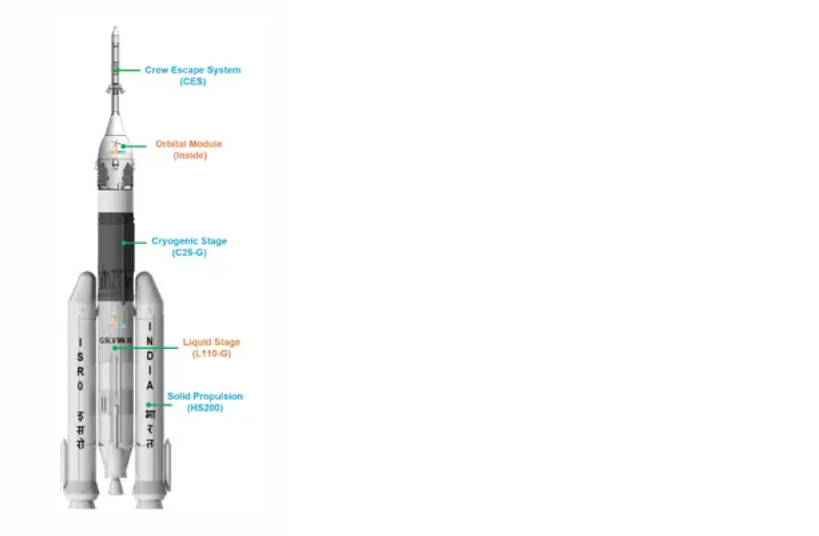 Crew Escape System
(CES)
Orbital Module
(Inside)
Cryogenic Stage
(C25-G)
GSLV MK III
Liquid Stage
(L110-G)
Solid Propulsion
(HS200)
ISRO इसरो
INDIA भारत